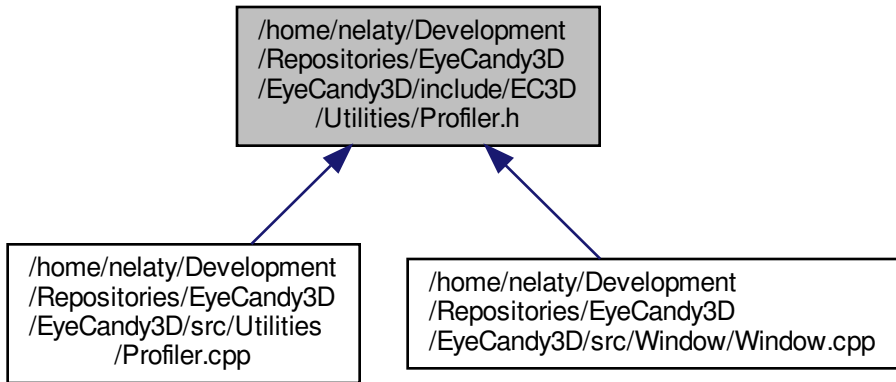 /home/nelaty/Development
/Repositories/EyeCandy3D
/EyeCandy3D/include/EC3D
/Utilities/Profiler.h
/home/nelaty/Development
/Repositories/EyeCandy3D
/EyeCandy3D/src/Utilities
/Profiler.cpp
/home/nelaty/Development
/Repositories/EyeCandy3D
/EyeCandy3D/src/Window/Window.cpp